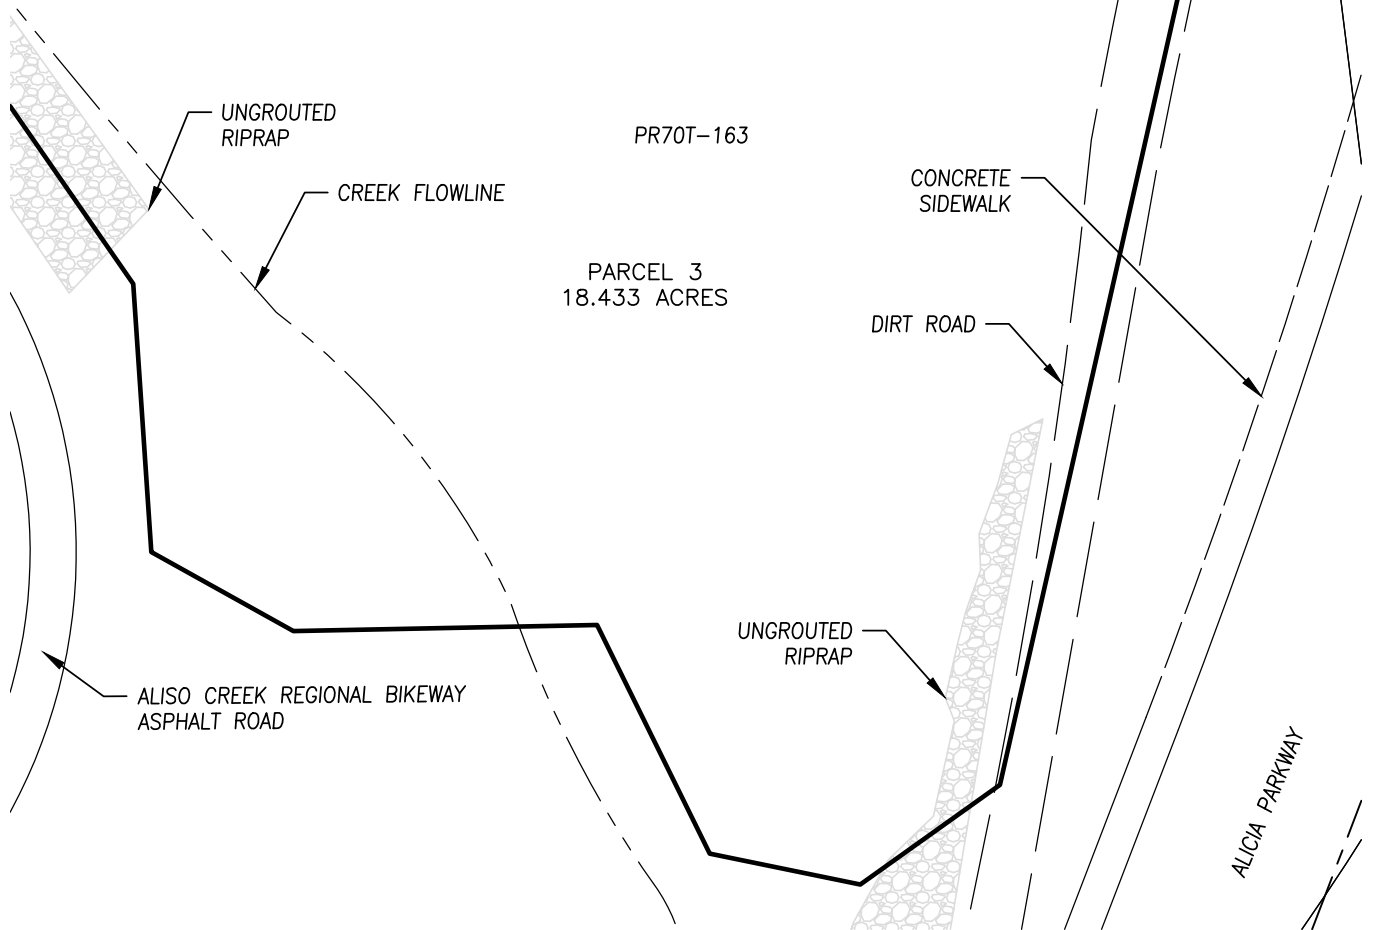 UNGROUTED
RIPRAP
PR70T-163
CREEK FLOWLINE
CONCRETE
SIDEWALK
PARCEL 3
18.433 ACRES
DIRT ROAD
UNGROUTED
RIPRAP
ALISO CREEK REGIONAL BIKEWAY
ASPHALT ROAD
ALICIA PARKWAY